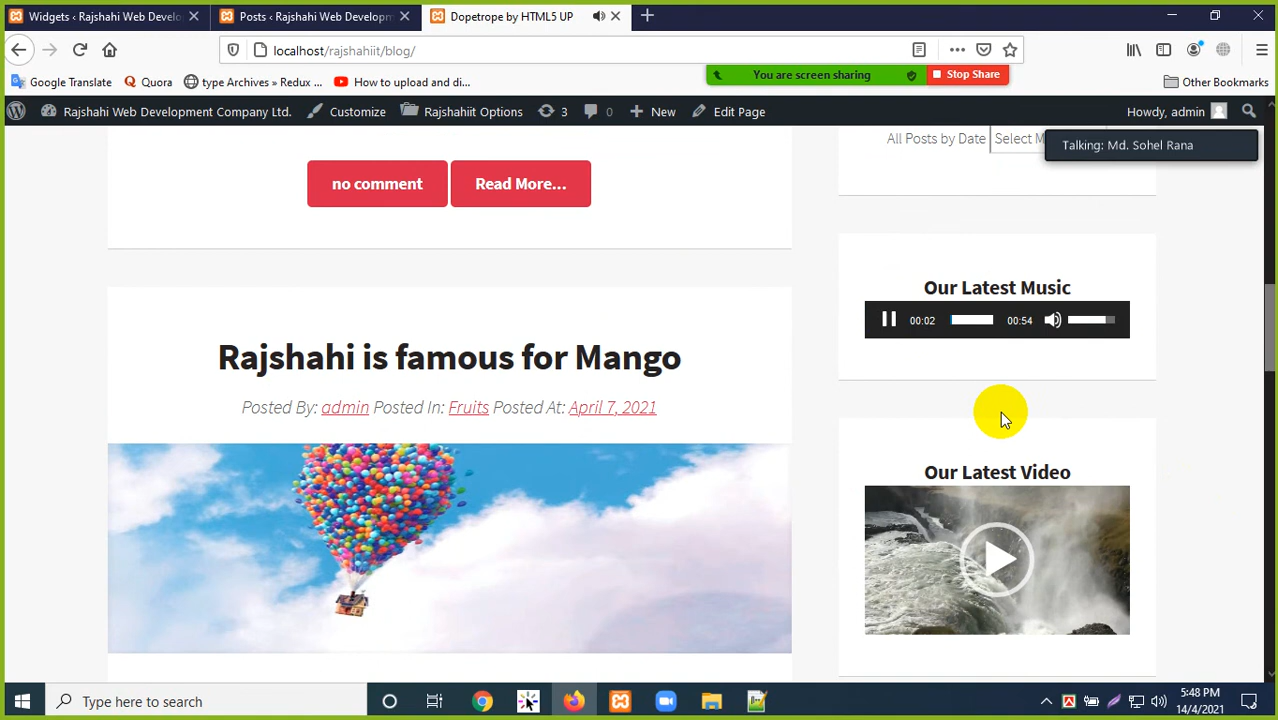 Widgets ‹ Rajshahi Web Develo
Posts ‹ Rajshahi Web Developm
Dopetrope by HTML5 UP
localhost/rajshahiit/blog/
Google Translate
Quora
type Archives » Redux ...
How to upload and di...
You are screen sharing
Stop Share
Other Bookmarks
Rajshahi Web Development Company Ltd.
Customize
Rajshahiit Options
3
0
New
Edit Page
Howdy, admin
All Posts by Date
Select M
Talking: Md. Sohel Rana
no comment
Read More...
Our Latest Music
00:02
00:54
Rajshahi is famous for Mango
Posted By: admin Posted In: Fruits Posted At: April 7, 2021
Our Latest Video
Type here to search
5:48 PM
14/4/2021